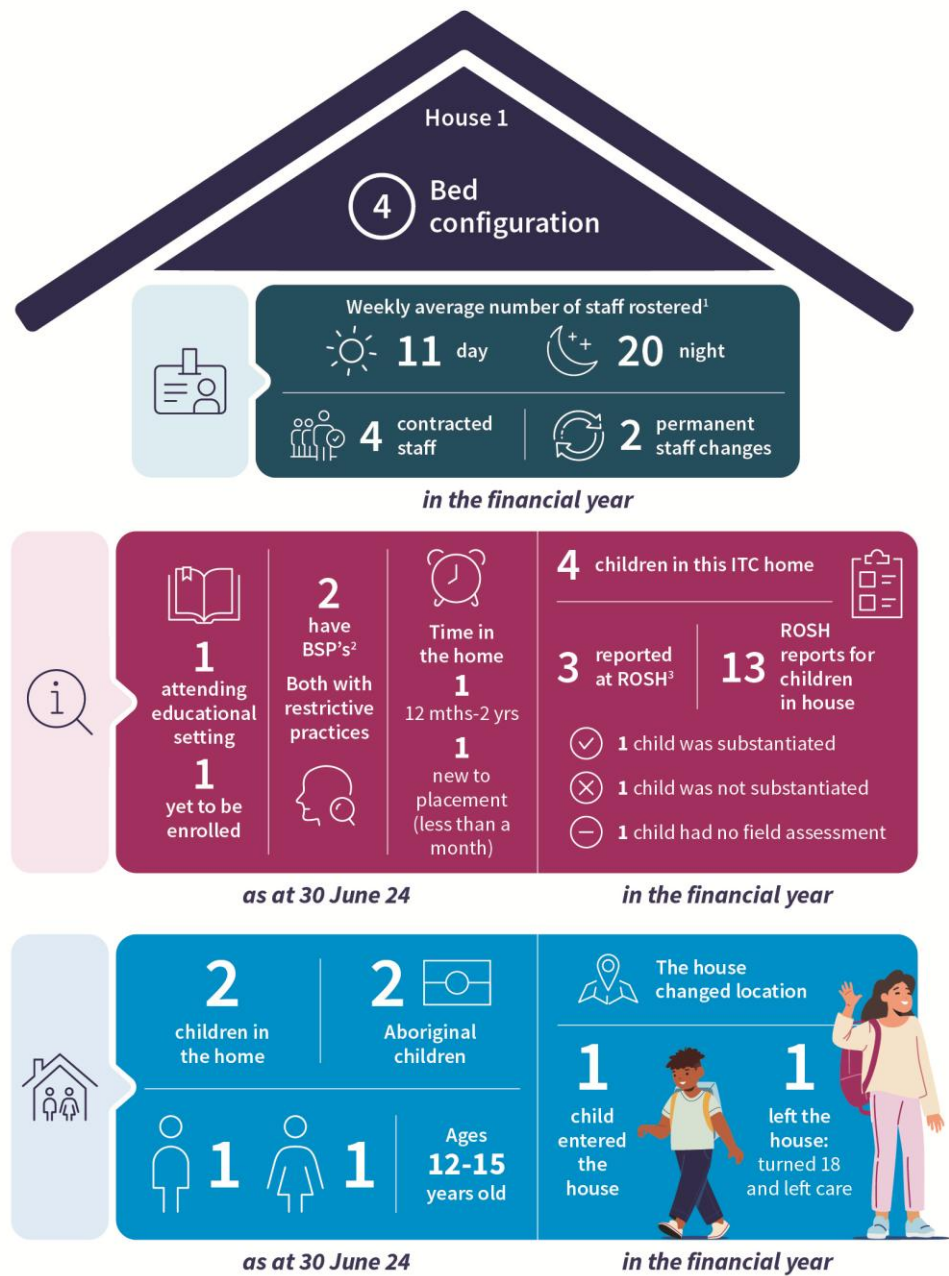 House 1
4
Bed
configuration
Weekly average number of staff rostered¹
11 day
20 night
4 contracted
staff
2 permanent
staff changes
in the financial year
1
attending
educational
setting
1
yet to be
enrolled
2
have
BSP's²
Both with
restrictive
practices
Time in
the home
1
12 mths-2 yrs
1
new to
placement
(less than a
month)
as at 30 June 24
4 children in this ITC home
3 reported
at ROSH³
13 ROSH
reports for
children
in house
1 child was substantiated
1 child was not substantiated
1 child had no field assessment
in the financial year
2
children in
the home
2
Aboriginal
children
1
1
Ages
12-15
years old
as at 30 June 24
The house
changed location
1
child
entered
the
house
1
left the
house:
turned 18
and left care
in the financial year